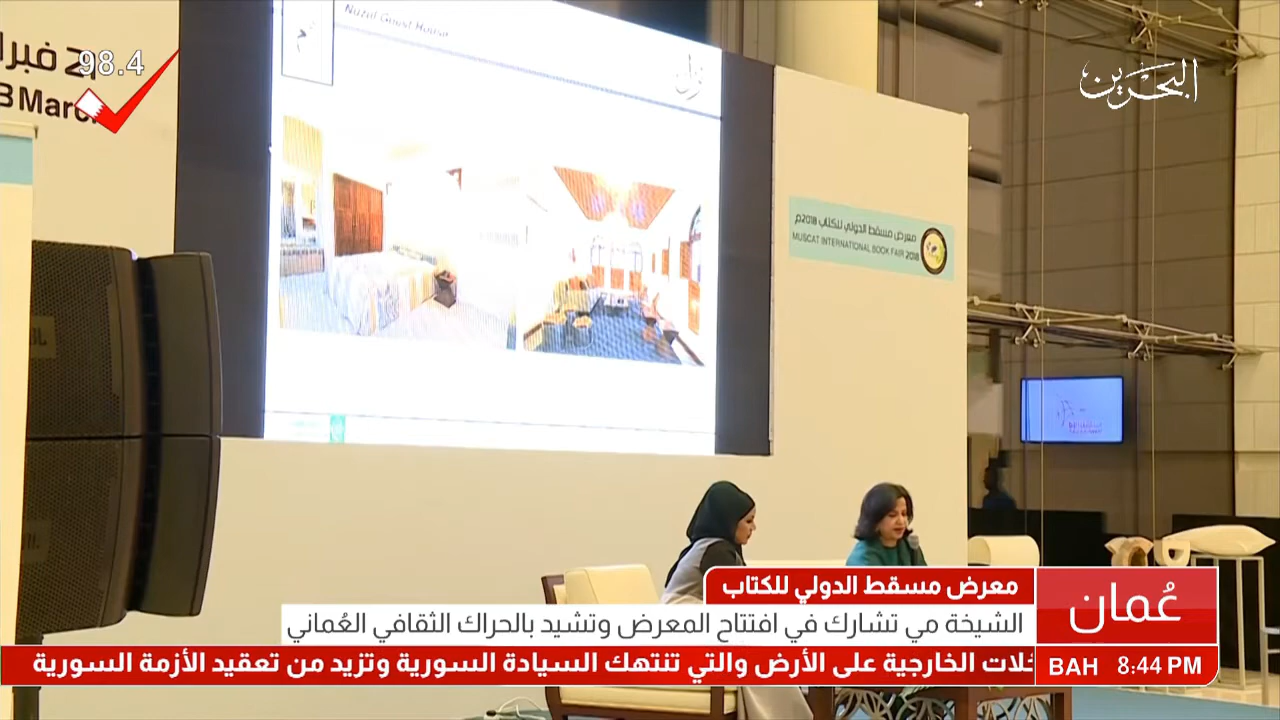 98.4
3 March
Nuzul Guest House
نزل
البحرين
معرض مسقط الدولي للكتاب 2018م
MUSCAT INTERNATIONAL BOOK FAIR 2018
معرض مسقط الدولي للكتاب
عُمان
الشيخة مي تشارك في افتتاح المعرض وتشيد بالحراك الثقافي العُماني
الخارجية على الأرض والتي تنتهك السيادة السورية وتزيد من تعقيد الأزمة السورية
BAH 8:44 PM